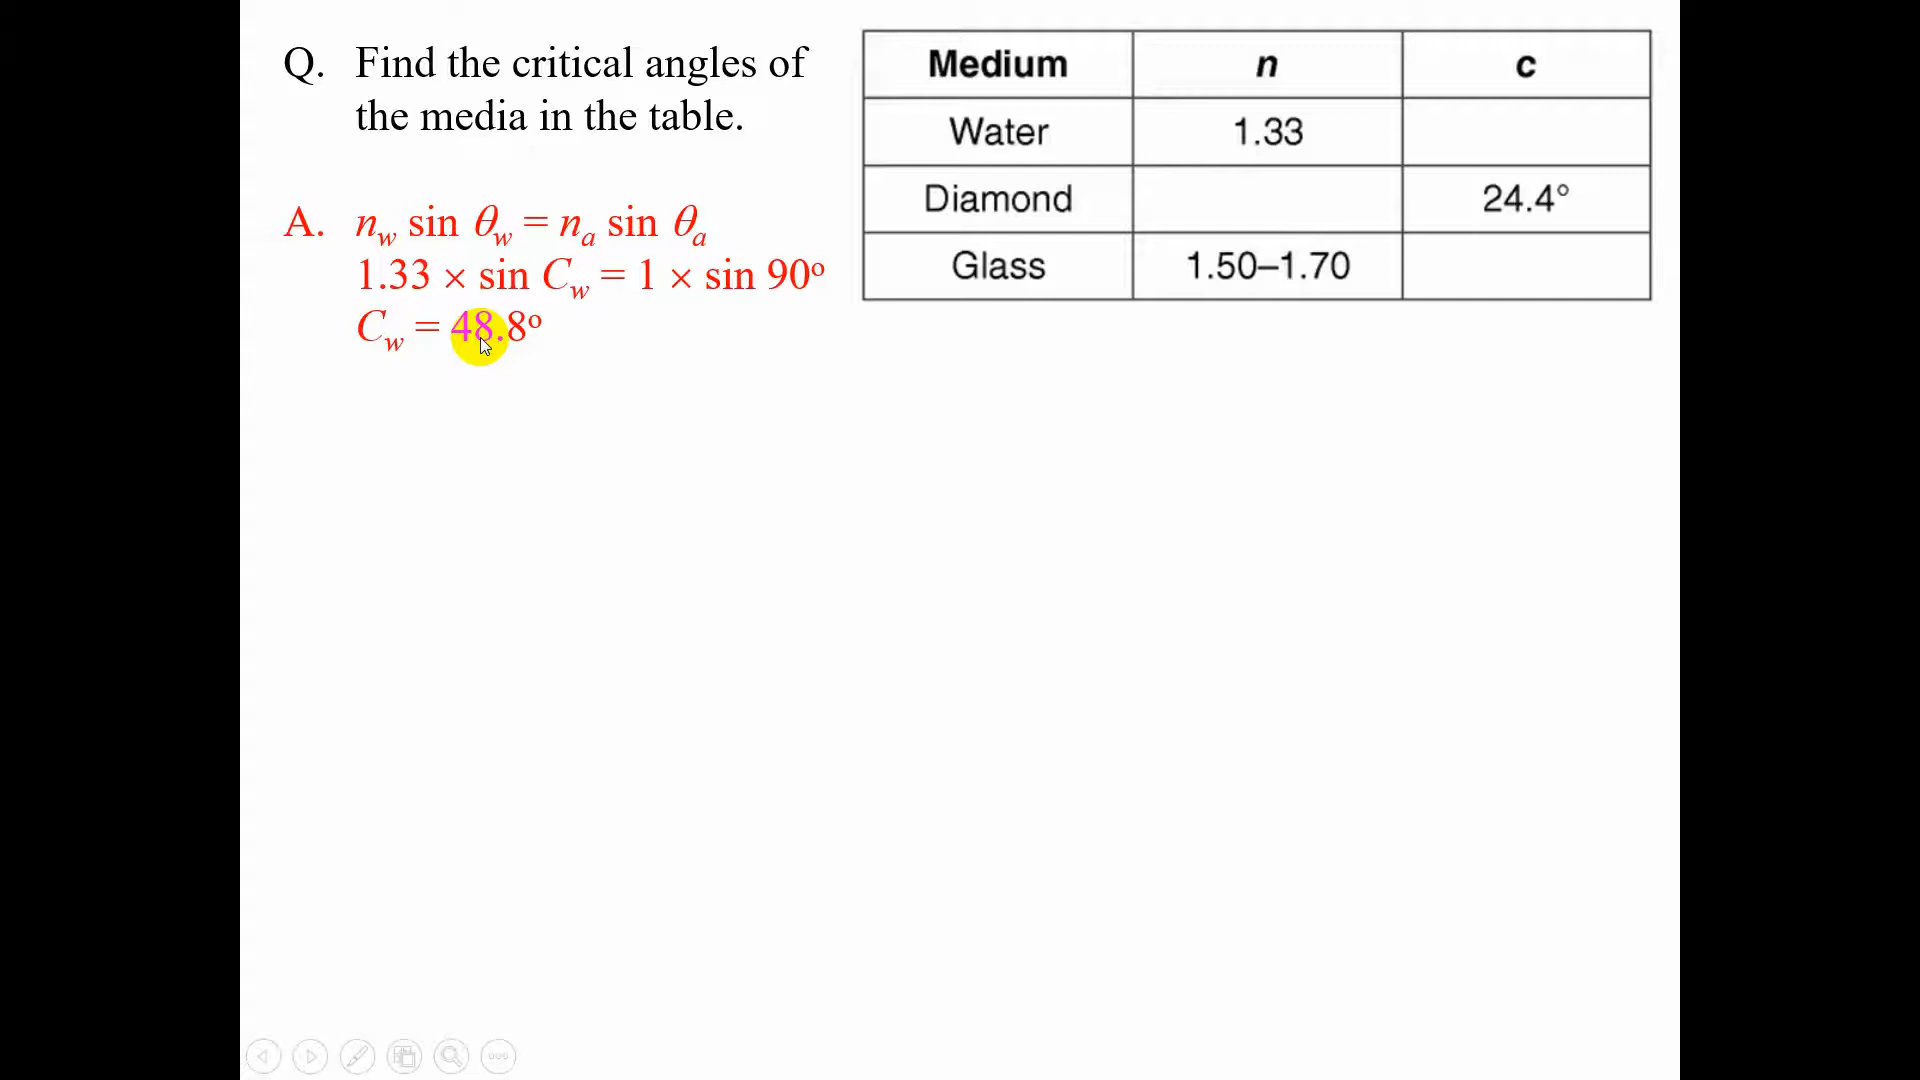 Q. Find the critical angles of
the media in the table.
A. n_w sin θ_w = n_a sin θ_a
1.33 × sin C_w = 1 × sin 90°
C_w = 48.8°
Medium n c
Water 1.33
Diamond 24.4°
Glass 1.50–1.70